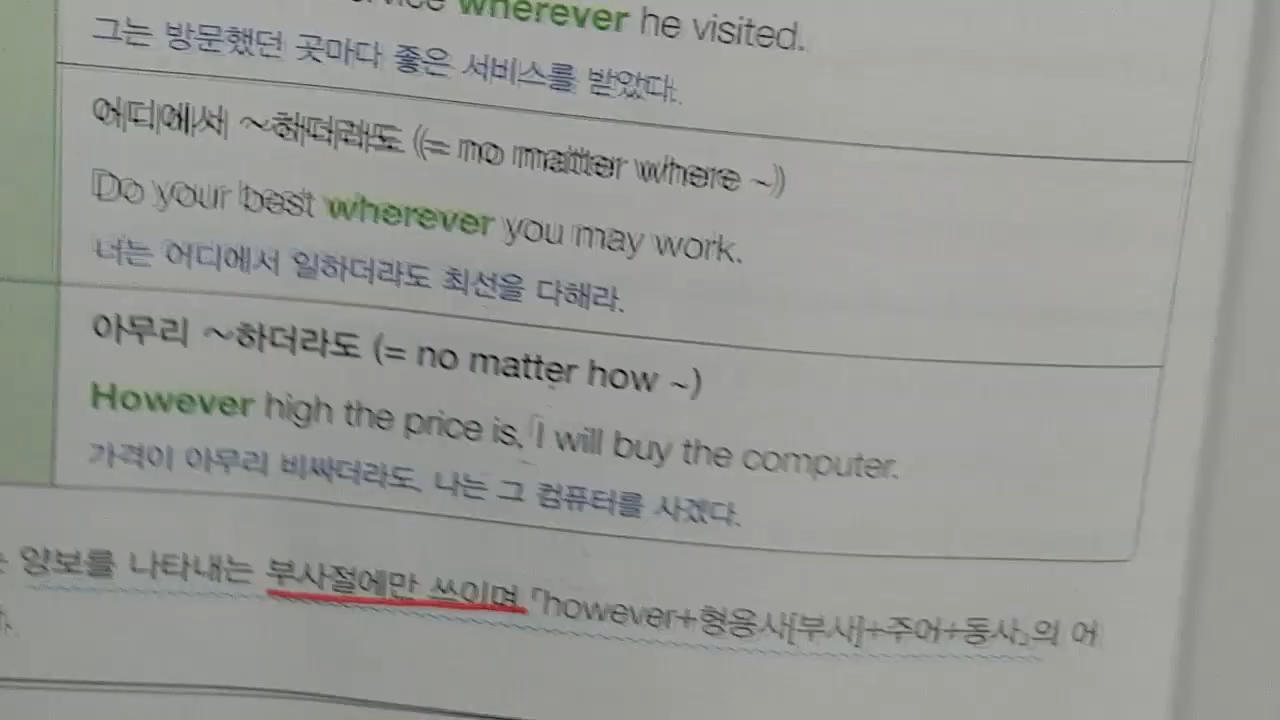 wherever he visited.
그는 방문했던 곳마다 좋은 서비스를 받았다.
어디에서 ~하더라도 (= no matter where ~)
Do your best wherever you may work.
너는 어디에서 일하더라도 최선을 다해라.
아무리 ~하더라도 (= no matter how ~)
However high the price is, I will buy the computer.
가격이 아무리 비싸더라도, 나는 그 컴퓨터를 사겠다.
양보를 나타내는 부사절에만 쓰이며 「however+형용사[부사]+주어+동사」의 어